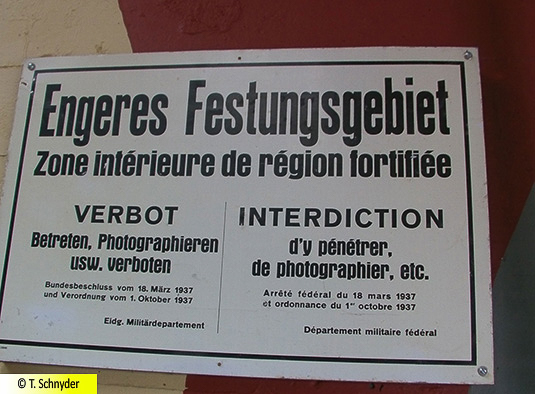 Engeres Festungsgebiet
Zone intérieure de région fortifiée
VERBOT
Betreten, Photographieren
usw. verboten
Bundesbeschluss vom 18. März 1937
und Verordnung vom 1. Oktober 1937
Eidg. Militärdepartement
INTERDICTION
d'y pénétrer,
de photographier, etc.
Arrêté fédéral du 18 mars 1937
et ordonnance du 1er octobre 1937
Département militaire fédéral
© T. Schnyder